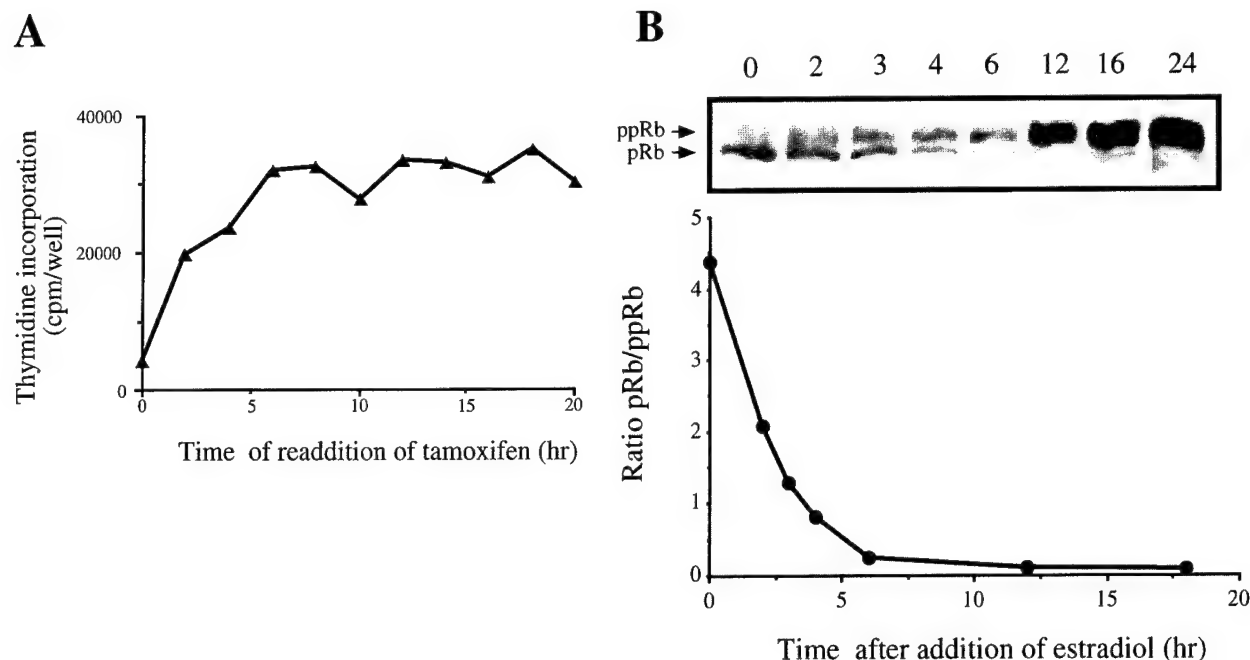 A
40000
20000
0
0 5 10 15 20
Thymidine incorporation
(cpm/well)
Time of readdition of tamoxifen (hr)
B
0 2 3 4 6 12 16 24
ppRb
pRb
5
4
3
2
1
0
0 5 10 15 20
Ratio pRb/ppRb
Time after addition of estradiol (hr)